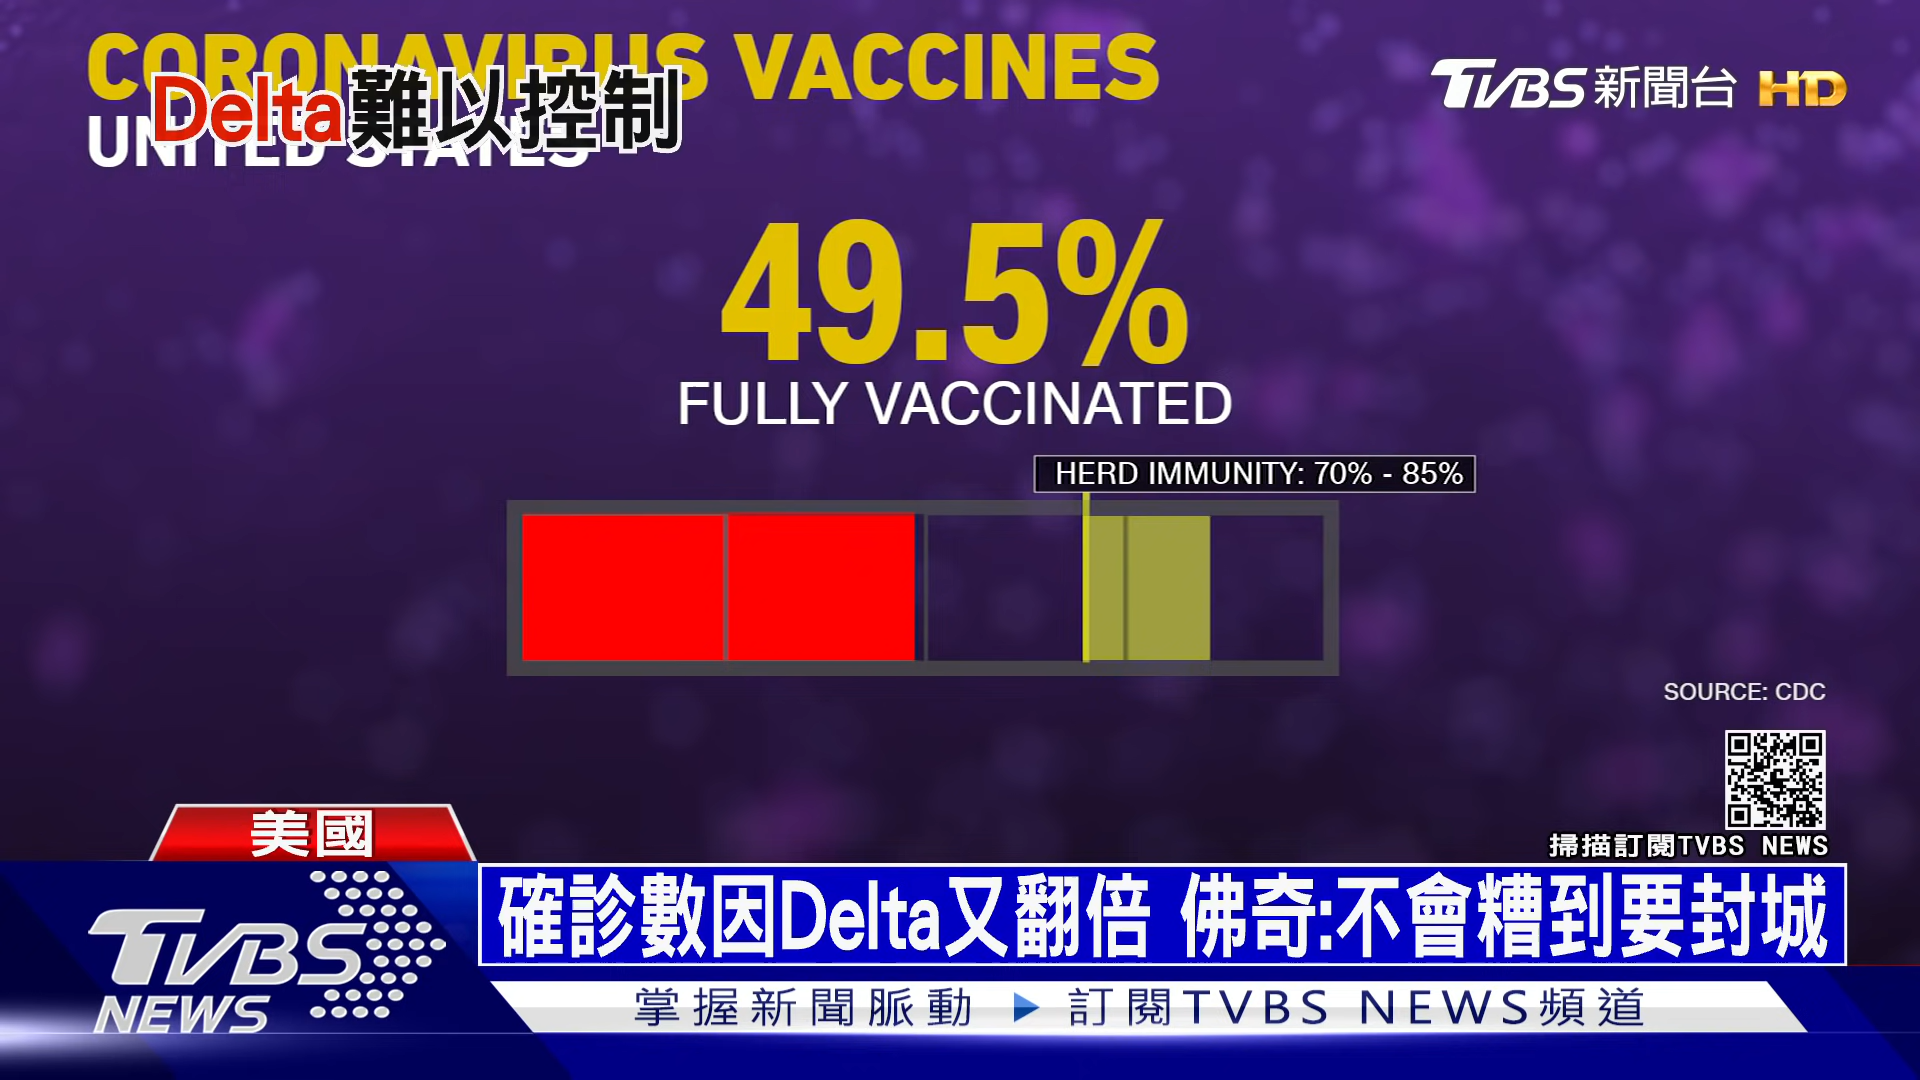 CORONAVIRUS VACCINES
Delta難以控制
UNITED STATES
TVBS新聞台 HD
49.5%
FULLY VACCINATED
HERD IMMUNITY: 70% - 85%
SOURCE: CDC
掃描訂閱TVBS NEWS
美國
確診數因Delta又翻倍 佛奇:不會糟到要封城
TVBS
NEWS
掌握新聞脈動 ▶ 訂閱TVBS NEWS頻道